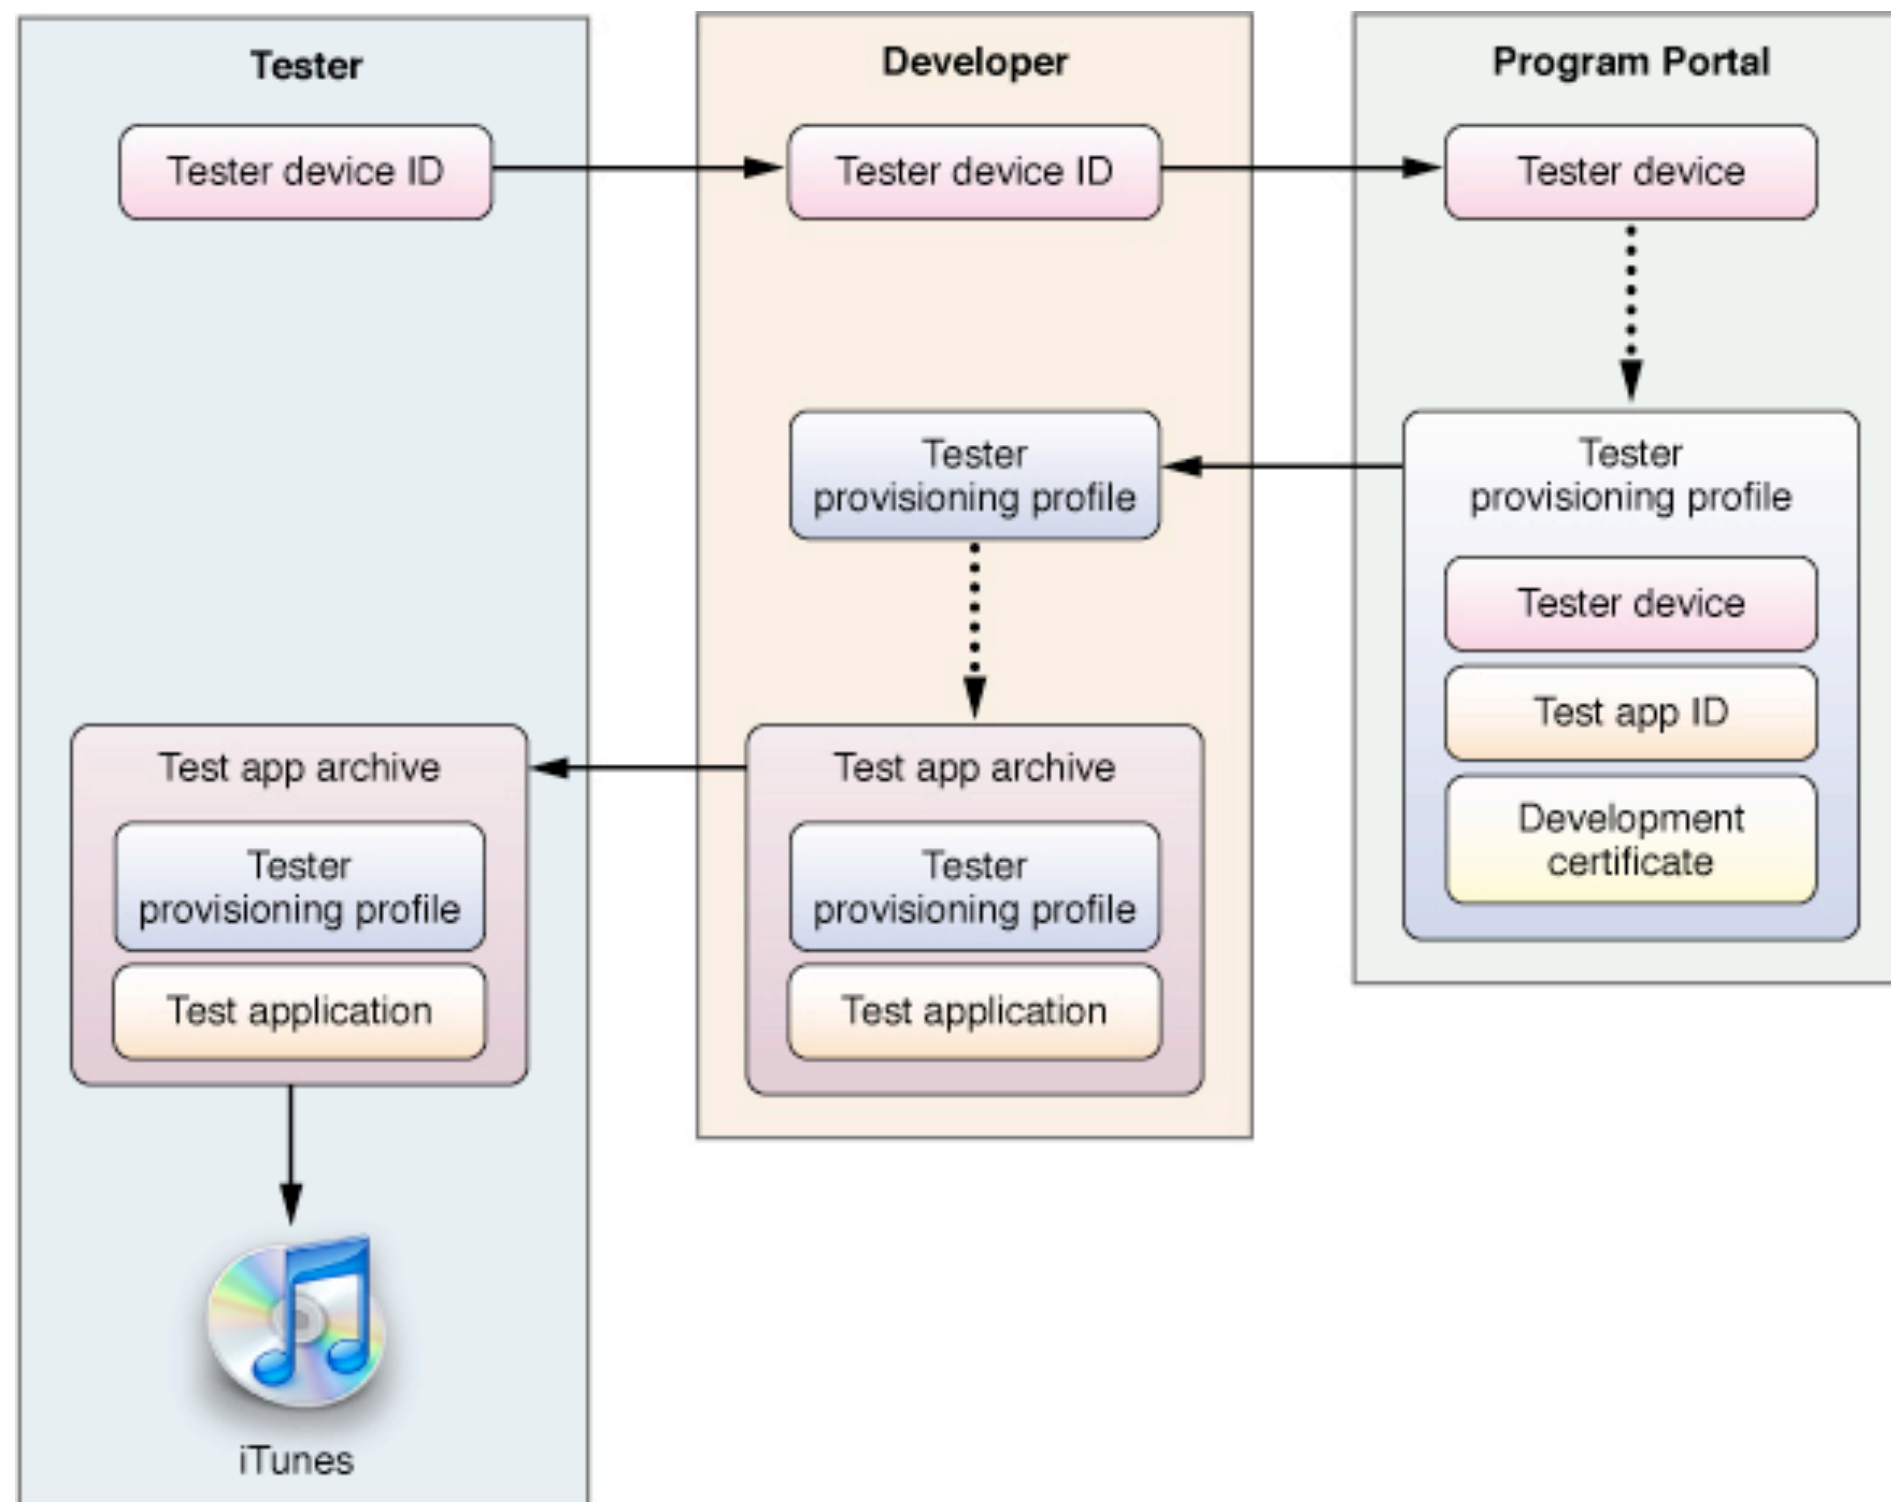 Tester
Tester device ID
Test app archive
Tester
provisioning profile
Test application
iTunes
Developer
Tester device ID
Tester
provisioning profile
Test app archive
Tester
provisioning profile
Test application
Program Portal
Tester device
Tester
provisioning profile
Tester device
Test app ID
Development
certificate